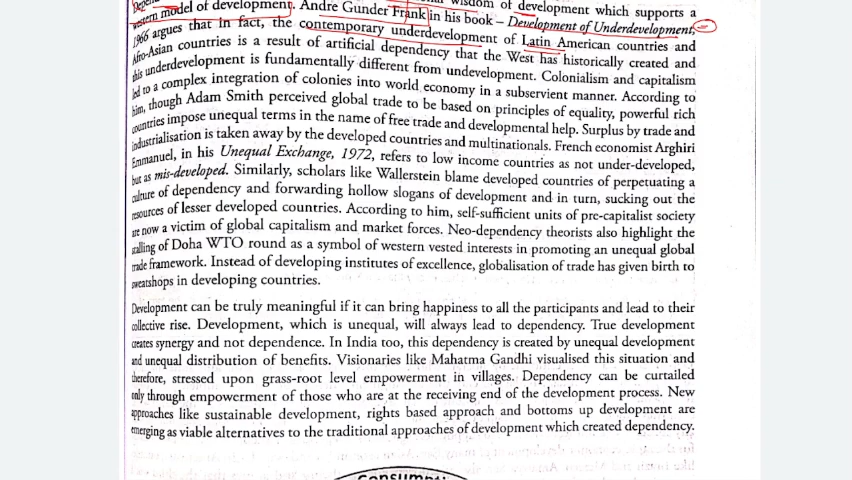 wisdom of development which supports a
western model of development. Andre Gunder Frank in his book – Development of Underdevelopment,
1966 argues that in fact, the contemporary underdevelopment of Latin American countries and
Afro-Asian countries is a result of artificial dependency that the West has historically created and
this underdevelopment is fundamentally different from undevelopment. Colonialism and capitalism
led to a complex integration of colonies into world economy in a subservient manner. According to
him, though Adam Smith perceived global trade to be based on principles of equality, powerful rich
countries impose unequal terms in the name of free trade and developmental help. Surplus by trade and
industrialisation is taken away by the developed countries and multinationals. French economist Arghiri
Emmanuel, in his Unequal Exchange, 1972, refers to low income countries as not under-developed,
but as mis-developed. Similarly, scholars like Wallerstein blame developed countries of perpetuating a
culture of dependency and forwarding hollow slogans of development and in turn, sucking out the
resources of lesser developed countries. According to him, self-sufficient units of pre-capitalist society
are now a victim of global capitalism and market forces. Neo-dependency theorists also highlight the
stalling of Doha WTO round as a symbol of western vested interests in promoting an unequal global
trade framework. Instead of developing institutes of excellence, globalisation of trade has given birth to
sweatshops in developing countries.
Development can be truly meaningful if it can bring happiness to all the participants and lead to their
collective rise. Development, which is unequal, will always lead to dependency. True development
creates synergy and not dependence. In India too, this dependency is created by unequal development
and unequal distribution of benefits. Visionaries like Mahatma Gandhi visualised this situation and
therefore, stressed upon grass-root level empowerment in villages. Dependency can be curtailed
only through empowerment of those who are at the receiving end of the development process. New
approaches like sustainable development, rights based approach and bottoms up development are
emerging as viable alternatives to the traditional approaches of development which created dependency.